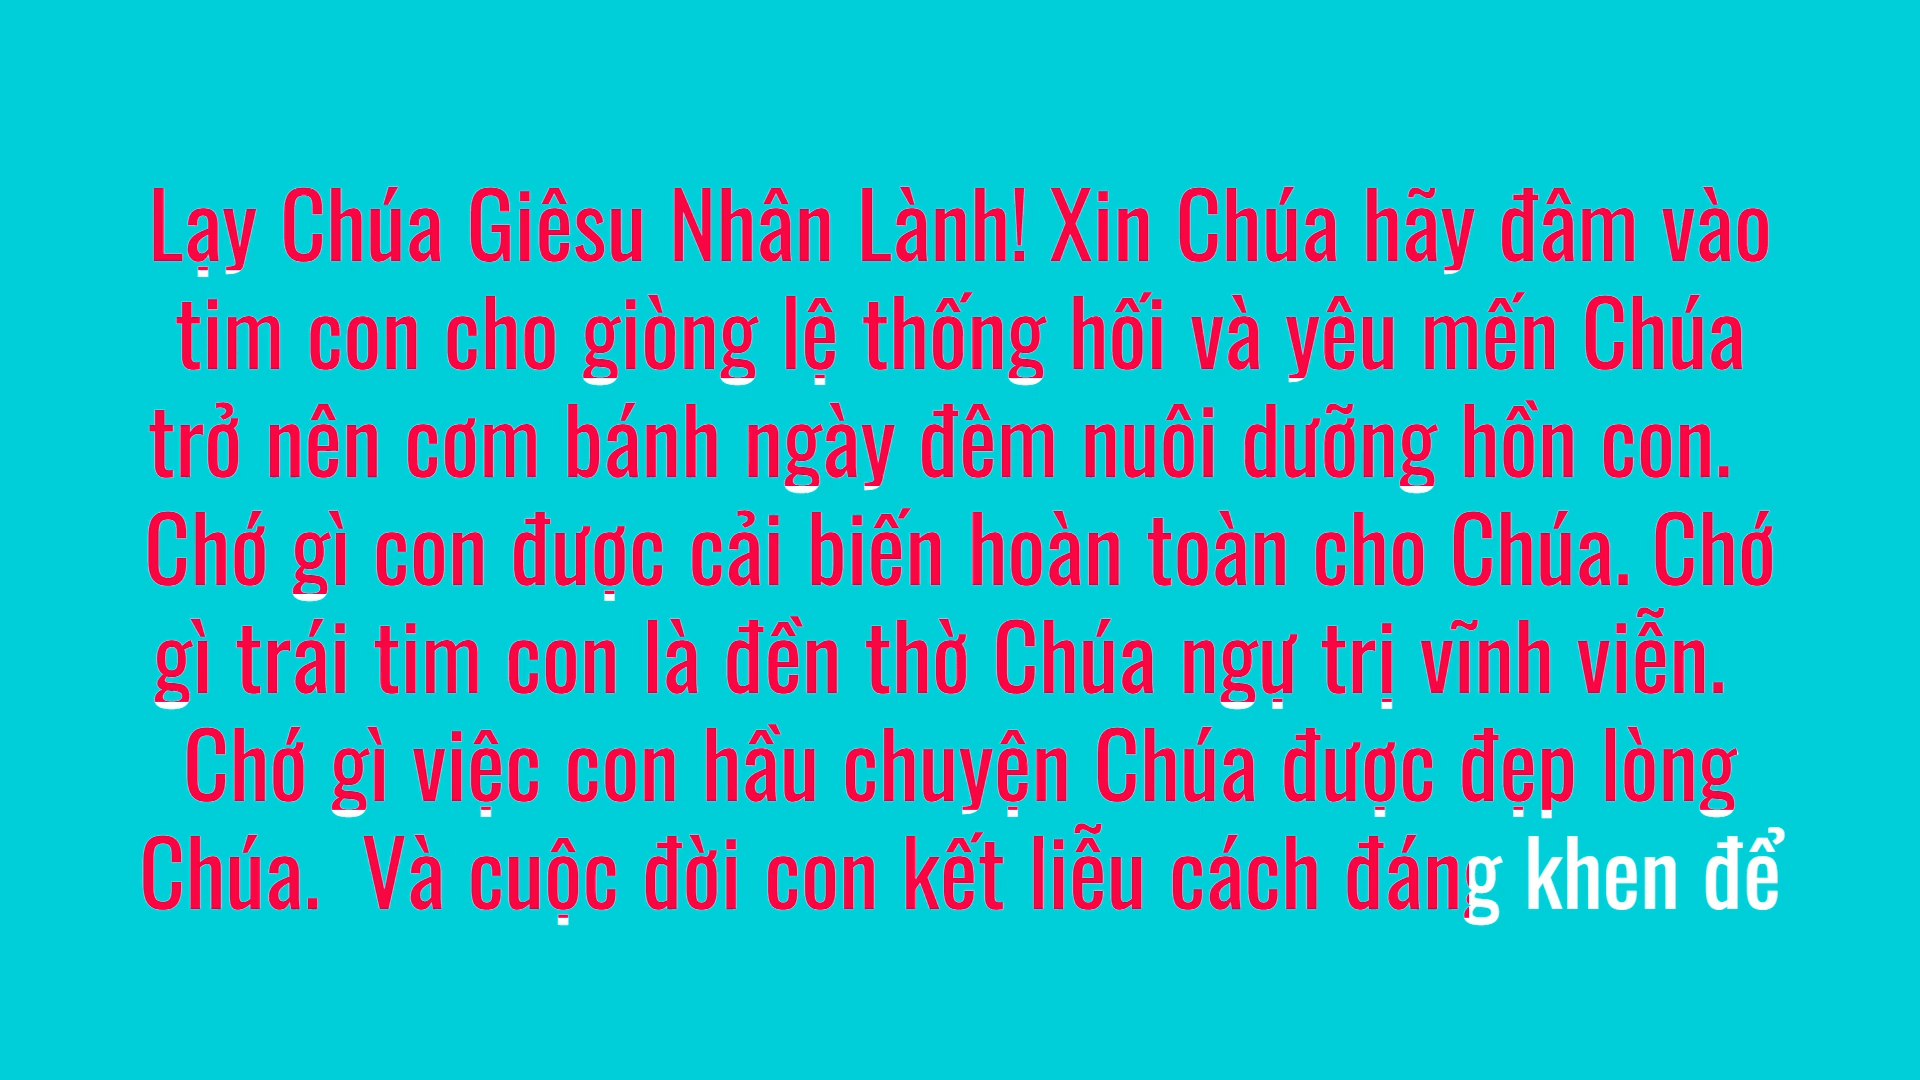 Lạy Chúa Giêsu Nhân Lành! Xin Chúa hãy đâm vào
tim con cho giòng lệ thống hối và yêu mến Chúa
trở nên cơm bánh ngày đêm nuôi dưỡng hồn con.
Chớ gì con được cải biến hoàn toàn cho Chúa. Chớ
gì trái tim con là đền thờ Chúa ngự trị vĩnh viễn.
Chớ gì việc con hầu chuyện Chúa được đẹp lòng
Chúa.  Và cuộc đời con kết liễu cách đáng khen để